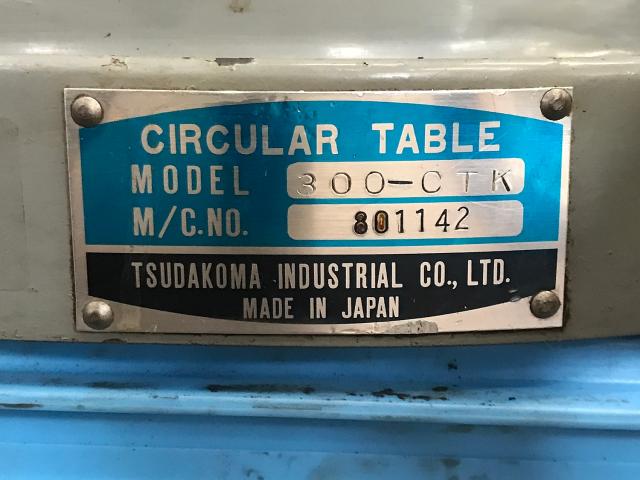 CIRCULAR TABLE
MODEL 300-CTK
M/C.NO. 801142
TSUDAKOMA INDUSTRIAL CO., LTD.
MADE IN JAPAN